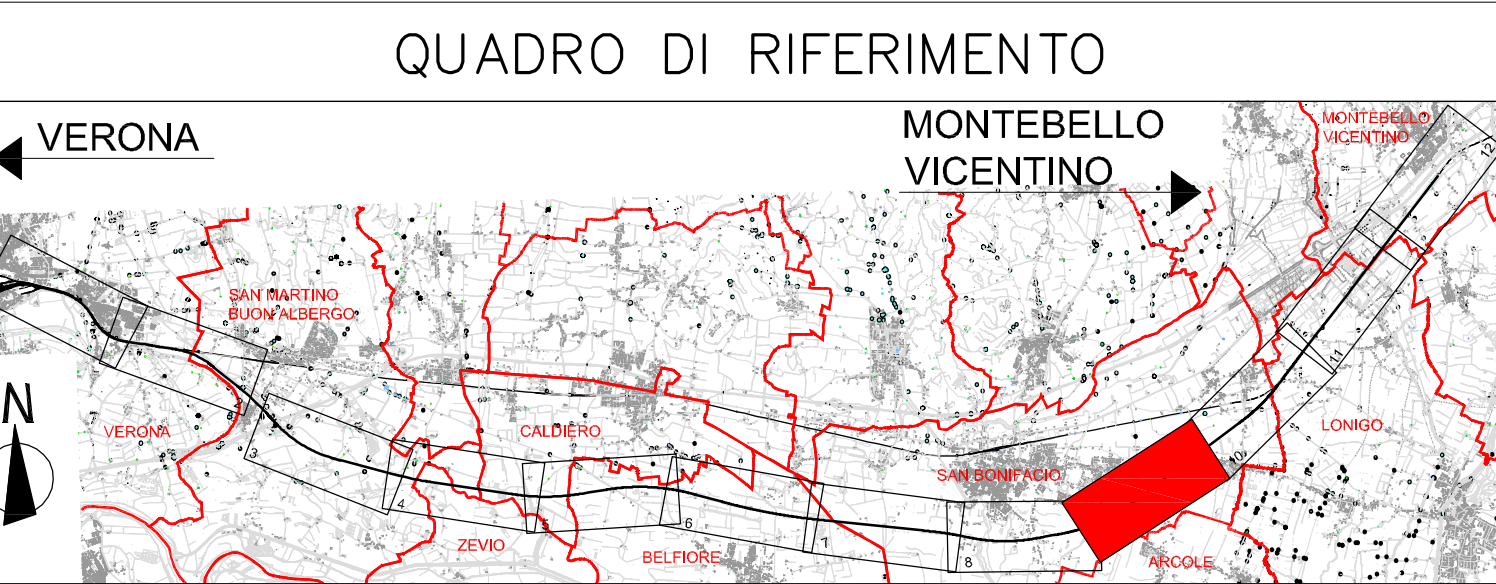 QUADRO DI RIFERIMENTO
VERONA
MONTEBELLO
VICENTINO
MONTEBELLO
VICENTINO
12
SAN MARTINO
BUON ALBERGO
N
11
VERONA
CALDIERO
LONIGO
3
10
SAN BONIFACIO
4
5
6
7
ZEVIO
BELFIORE
8
ARCOLE